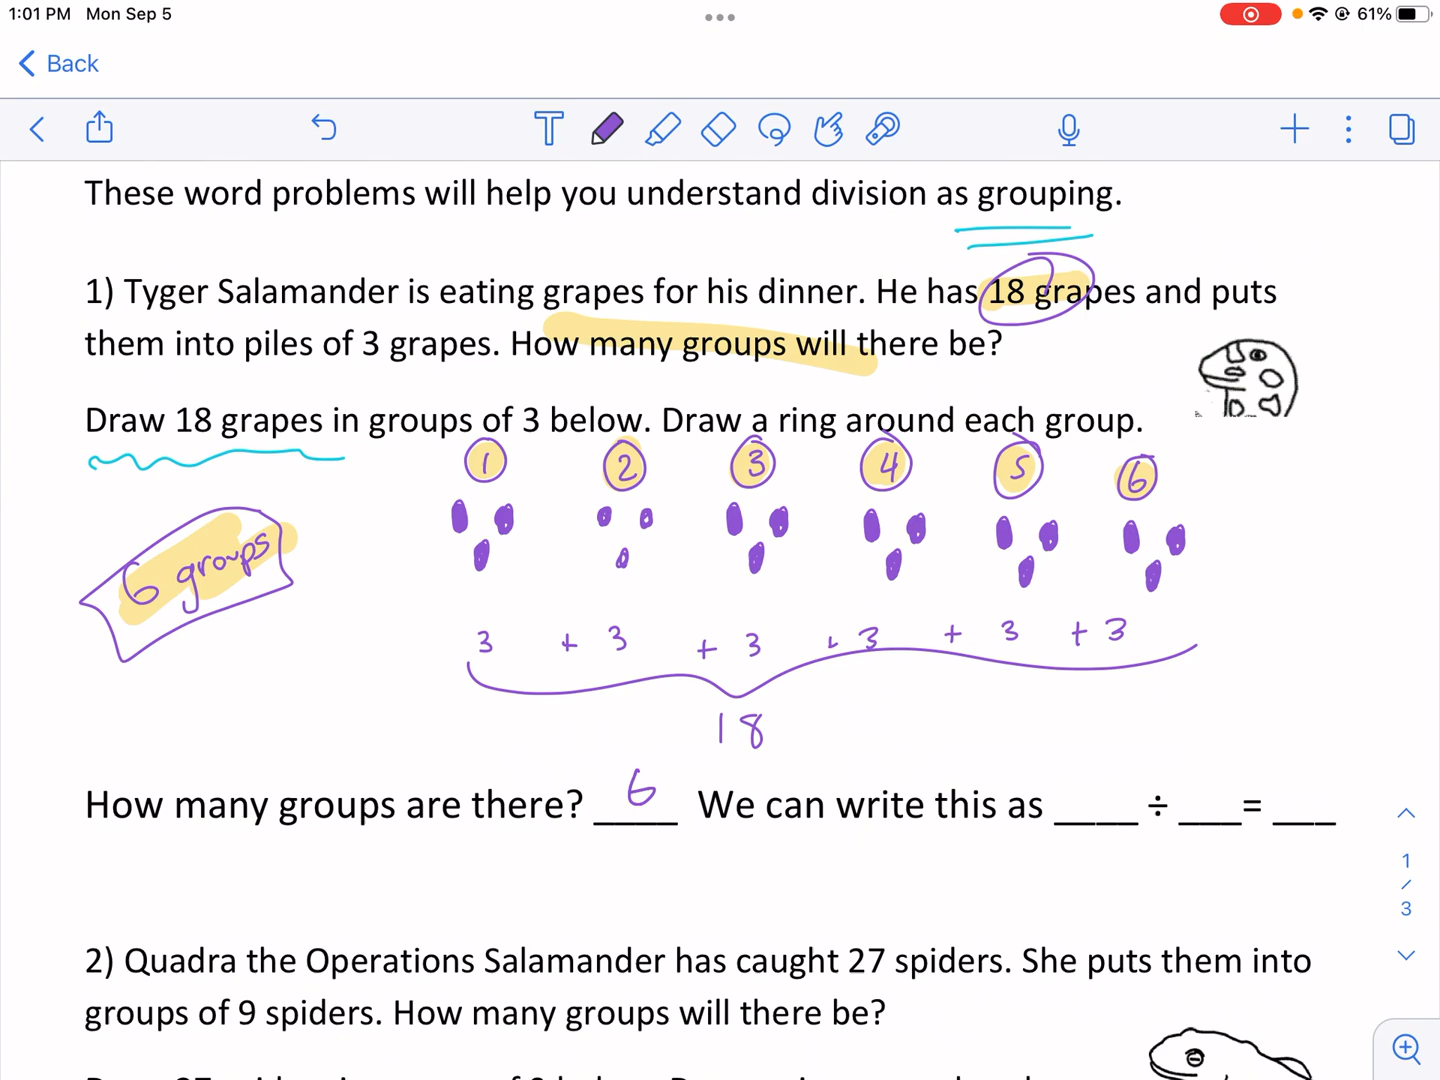 1:01 PM Mon Sep 5 61%
Back
These word problems will help you understand division as grouping.
1) Tyger Salamander is eating grapes for his dinner. He has 18 grapes and puts
them into piles of 3 grapes. How many groups will there be?
Draw 18 grapes in groups of 3 below. Draw a ring around each group.
1 2 3 4 5 6
6 groups
3 + 3 + 3 + 3 + 3 + 3
18
How many groups are there? 6 We can write this as ____ ÷ ___= ___
1
/
3
2) Quadra the Operations Salamander has caught 27 spiders. She puts them into
groups of 9 spiders. How many groups will there be?